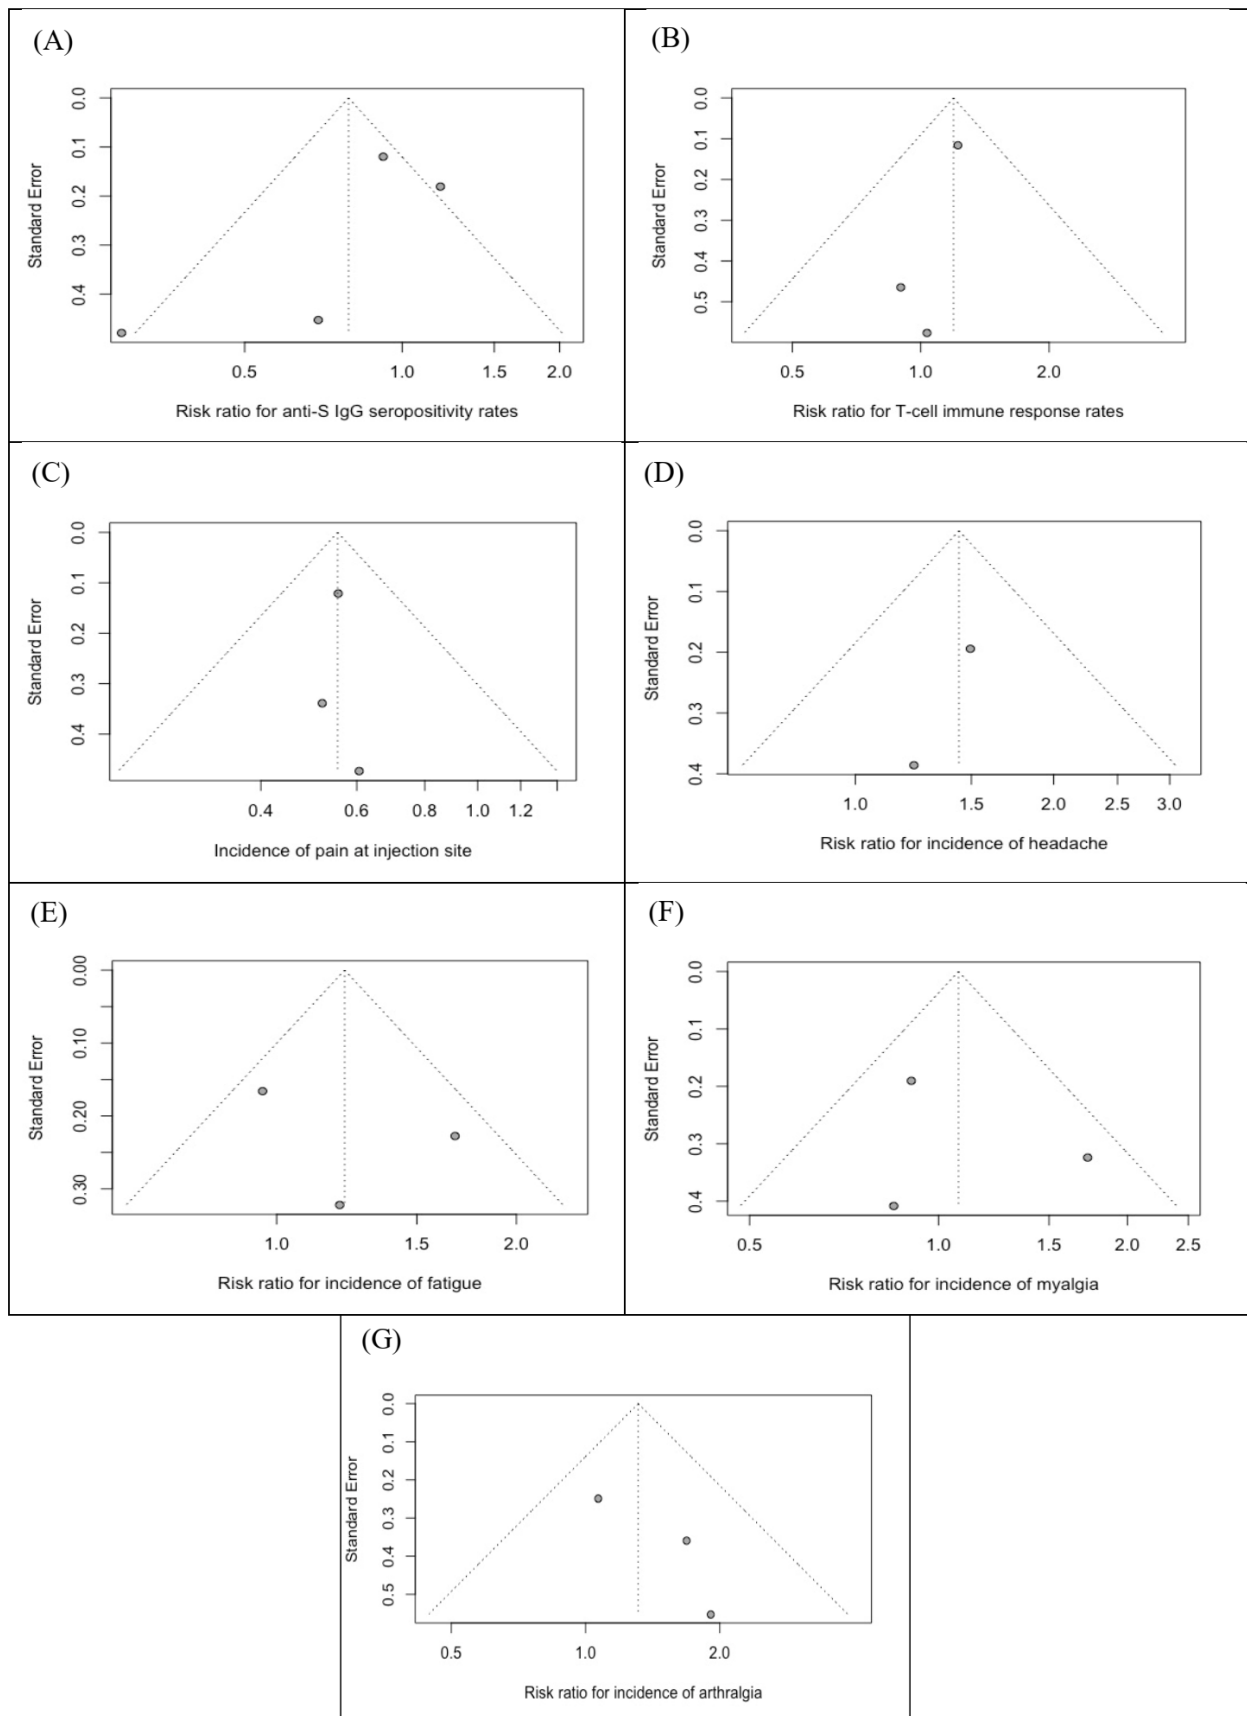 (A)
0.0
0.1
0.2
0.3
0.4
Standard Error
0.5 1.0 1.5 2.0
Risk ratio for anti-S IgG seropositivity rates
(B)
0.0
0.1
0.2
0.3
0.4
0.5
Standard Error
0.5 1.0 2.0
Risk ratio for T-cell immune response rates
(C)
0.0
0.1
0.2
0.3
0.4
Standard Error
0.4 0.6 0.8 1.0 1.2
Incidence of pain at injection site
(D)
0.0
0.1
0.2
0.3
0.4
Standard Error
1.0 1.5 2.0 2.5 3.0
Risk ratio for incidence of headache
(E)
0.00
0.10
0.20
0.30
Standard Error
1.0 1.5 2.0
Risk ratio for incidence of fatigue
(F)
0.0
0.1
0.2
0.3
0.4
Standard Error
0.5 1.0 1.5 2.0 2.5
Risk ratio for incidence of myalgia
(G)
0.0
0.1
0.2
0.3
0.4
0.5
Standard Error
0.5 1.0 2.0
Risk ratio for incidence of arthralgia